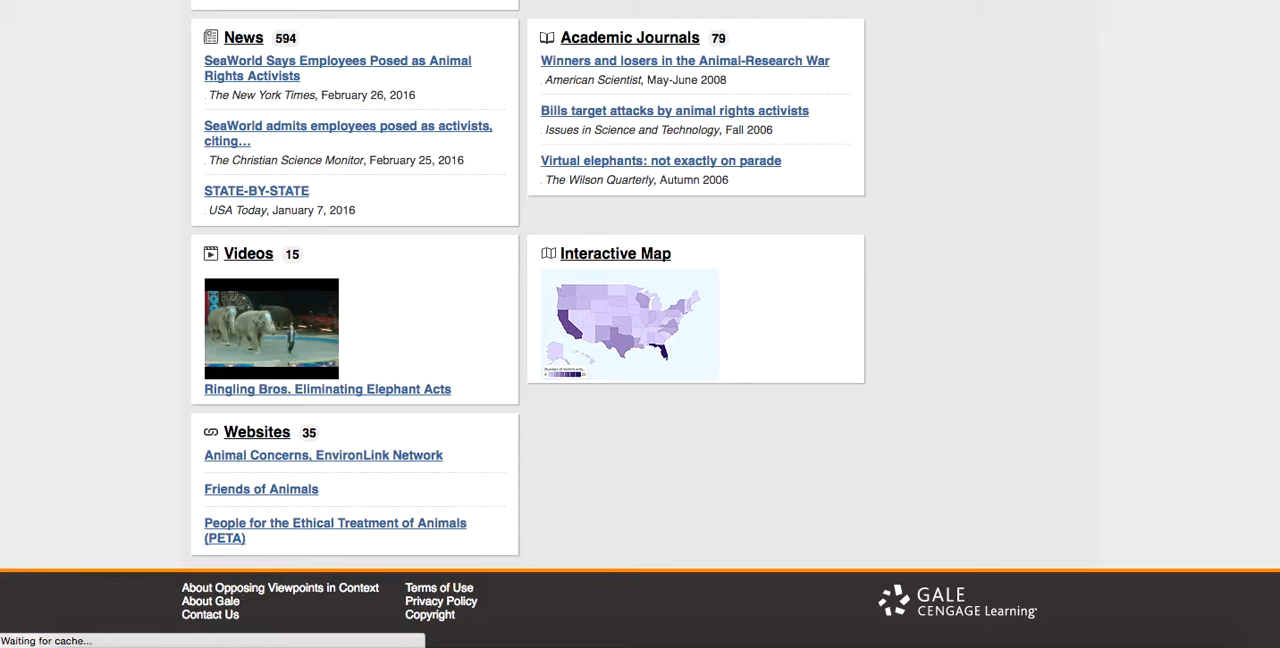 News 594
SeaWorld Says Employees Posed as Animal
Rights Activists
The New York Times, February 26, 2016
SeaWorld admits employees posed as activists,
citing...
The Christian Science Monitor, February 25, 2016
STATE-BY-STATE
USA Today, January 7, 2016
Academic Journals 79
Winners and losers in the Animal-Research War
American Scientist, May-June 2008
Bills target attacks by animal rights activists
Issues in Science and Technology, Fall 2006
Virtual elephants: not exactly on parade
The Wilson Quarterly, Autumn 2006
Videos 15
Ringling Bros. Eliminating Elephant Acts
Interactive Map
Websites 35
Animal Concerns, EnvironLink Network
Friends of Animals
People for the Ethical Treatment of Animals
(PETA)
About Opposing Viewpoints in Context
About Gale
Contact Us
Terms of Use
Privacy Policy
Copyright
GALE
CENGAGE Learning
Waiting for cache...